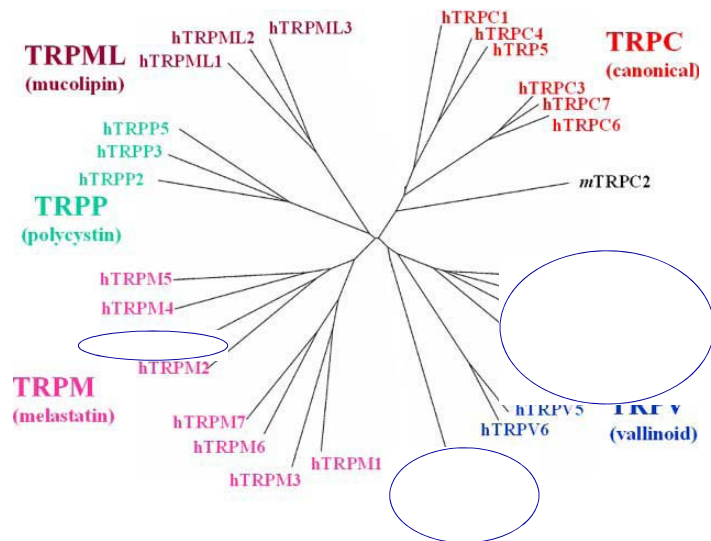 hTRPML3
hTRPML2
hTRPML1
TRPML
(mucolipin)
hTRPC1
hTRPC4
hTRP5
TRPC
(canonical)
hTRPC3
hTRPC7
hTRPC6
mTRPC2
hTRPP5
hTRPP3
hTRPP2
TRPP
(polycystin)
hTRPM5
hTRPM4
hTRPM2
TRPM
(melastatin)
hTRPM7
hTRPM6
hTRPM3
hTRPM1
hTRPV5
hTRPV6
TRPV
(vallinoid)